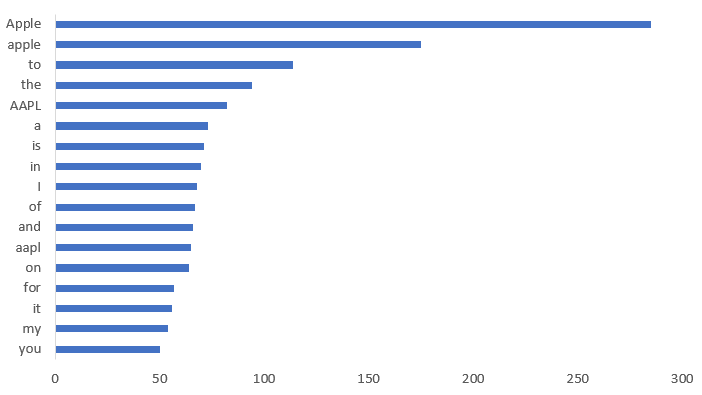 Apple
apple
to
the
AAPL
a
is
in
I
of
and
aapl
on
for
it
my
you
0 50 100 150 200 250 300